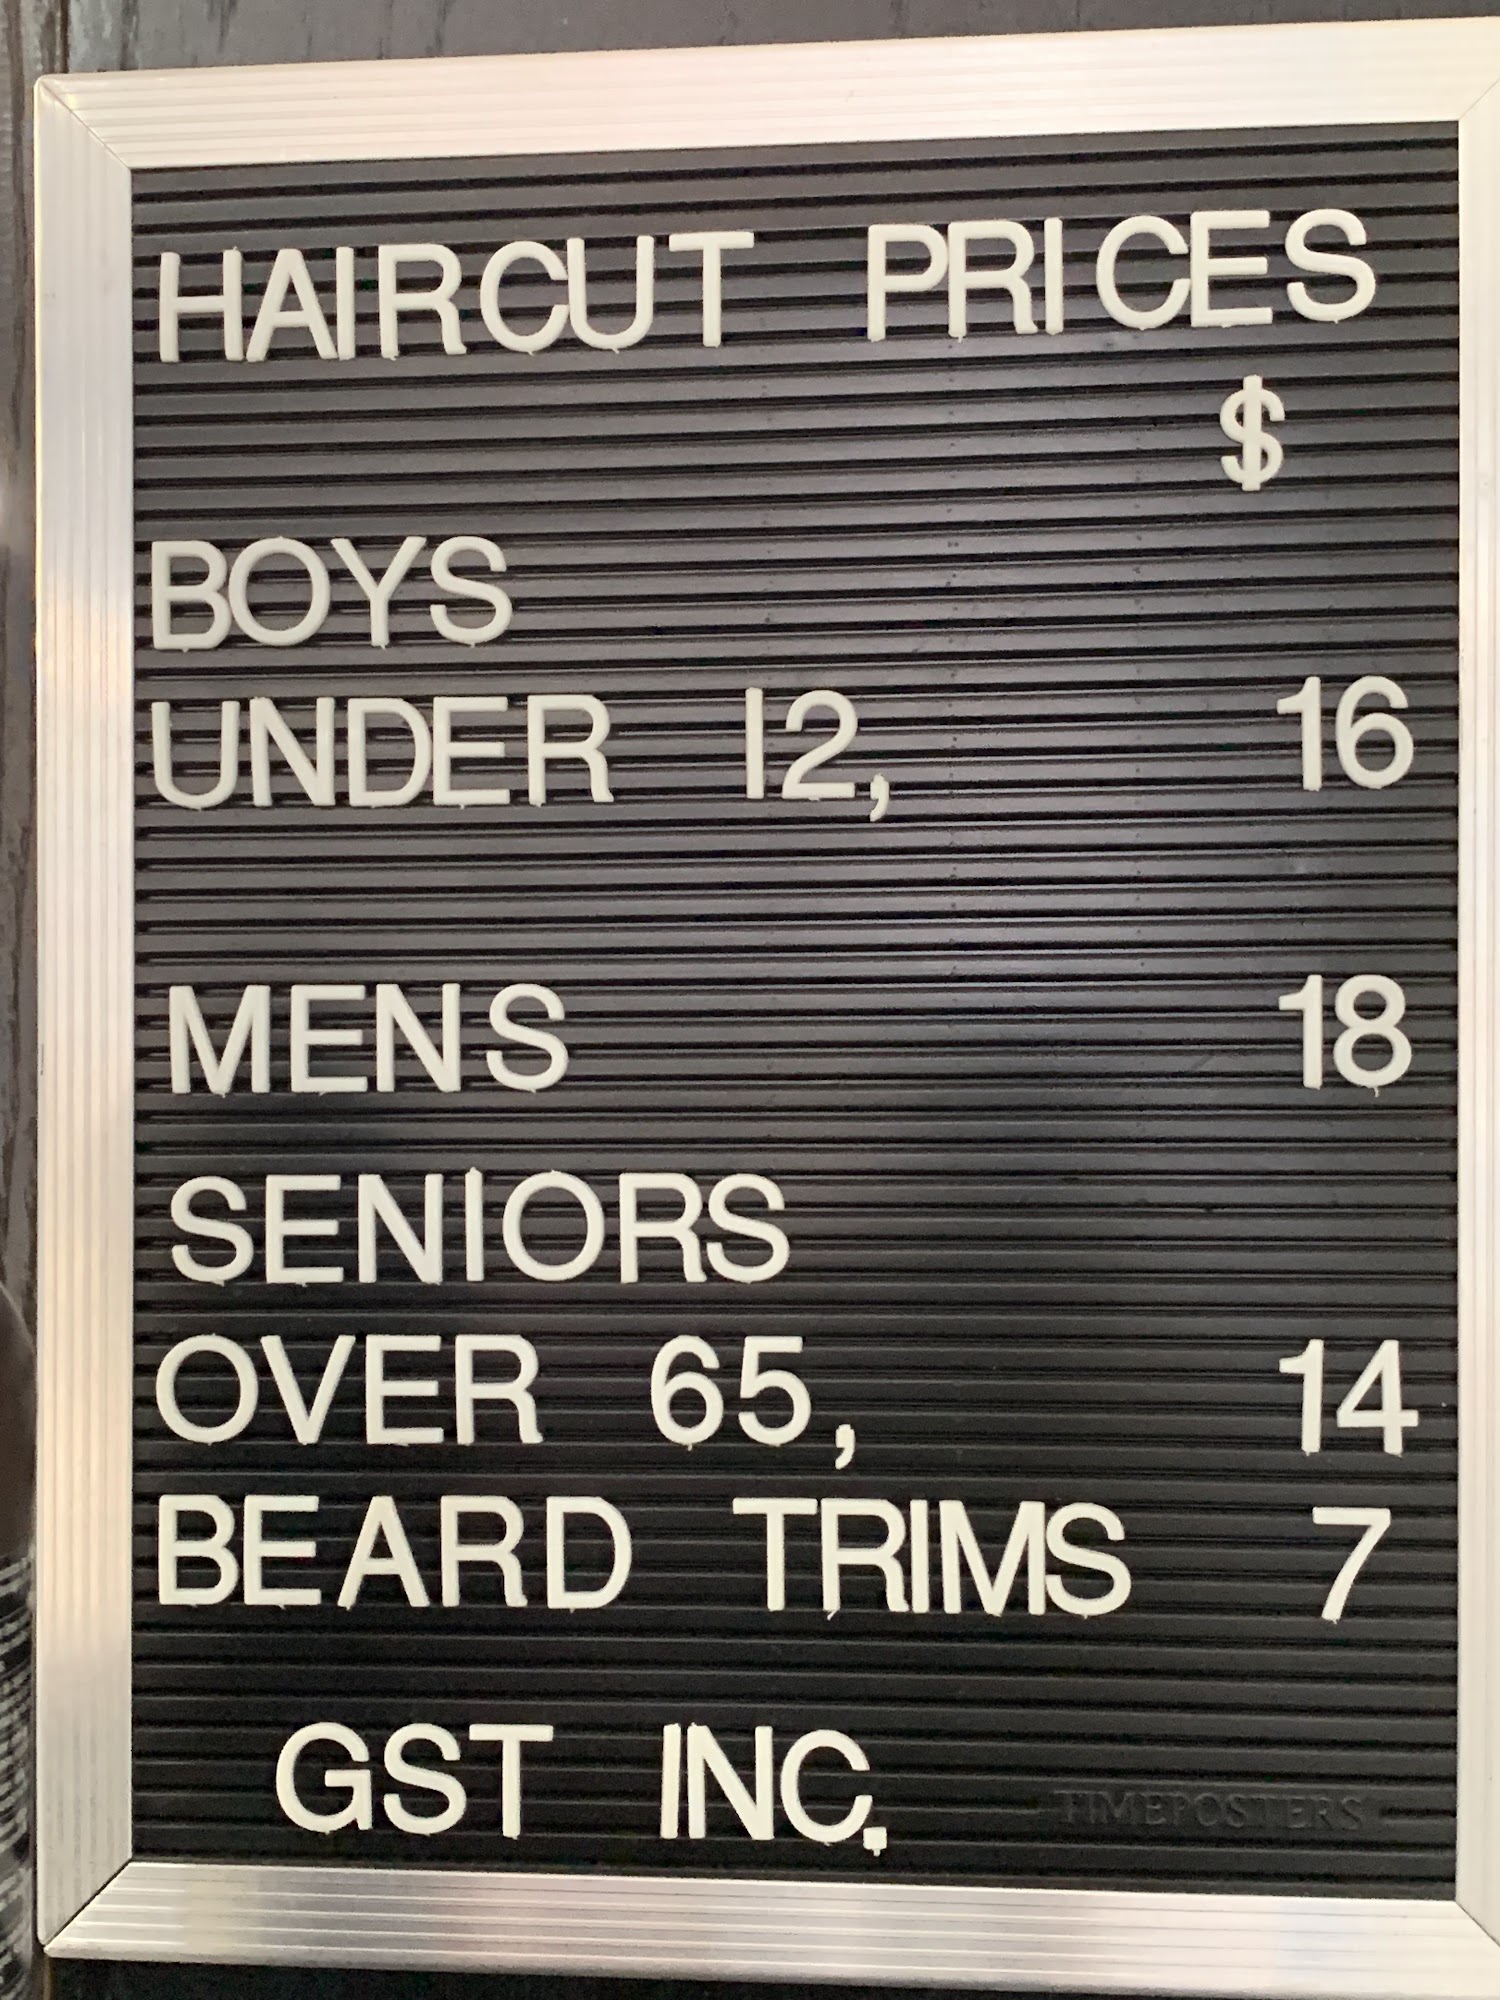 HAIRCUT PRICES
$
BOYS
UNDER 12, 16
MENS 18
SENIORS
OVER 65, 14
BEARD TRIMS 7
GST INC.
TIMEPOSTERS